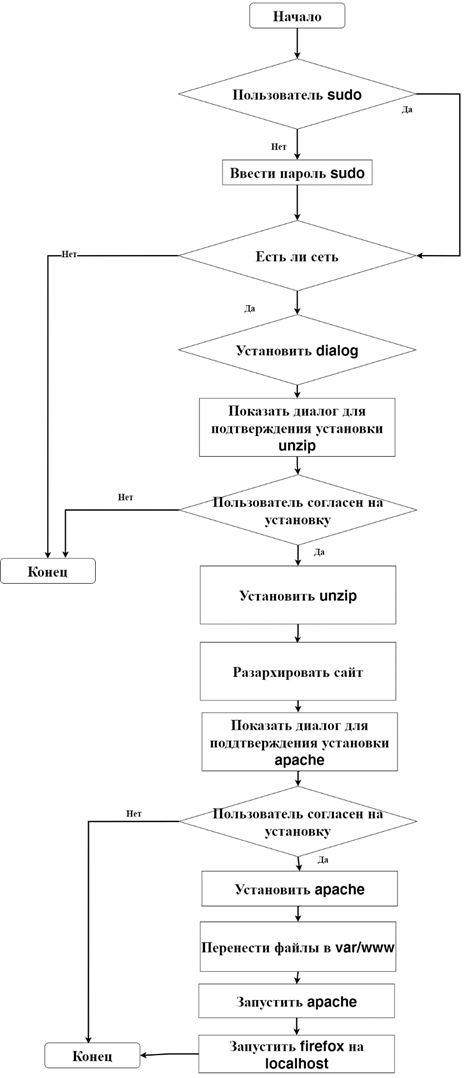 Начало
Пользователь sudo
Да
Нет
Ввести пароль sudo
Есть ли сеть
Нет
Да
Установить dialog
Показать диалог для
подтверждения установки
unzip
Пользователь согласен на
установку
Нет
Да
Конец
Установить unzip
Разархировать сайт
Показать диалог для
поддтверждения установки
apache
Пользователь согласен на
установку
Нет
Да
Установить apache
Перенести файлы в var/www
Запустить apache
Запустить firefox на
localhost
Конец